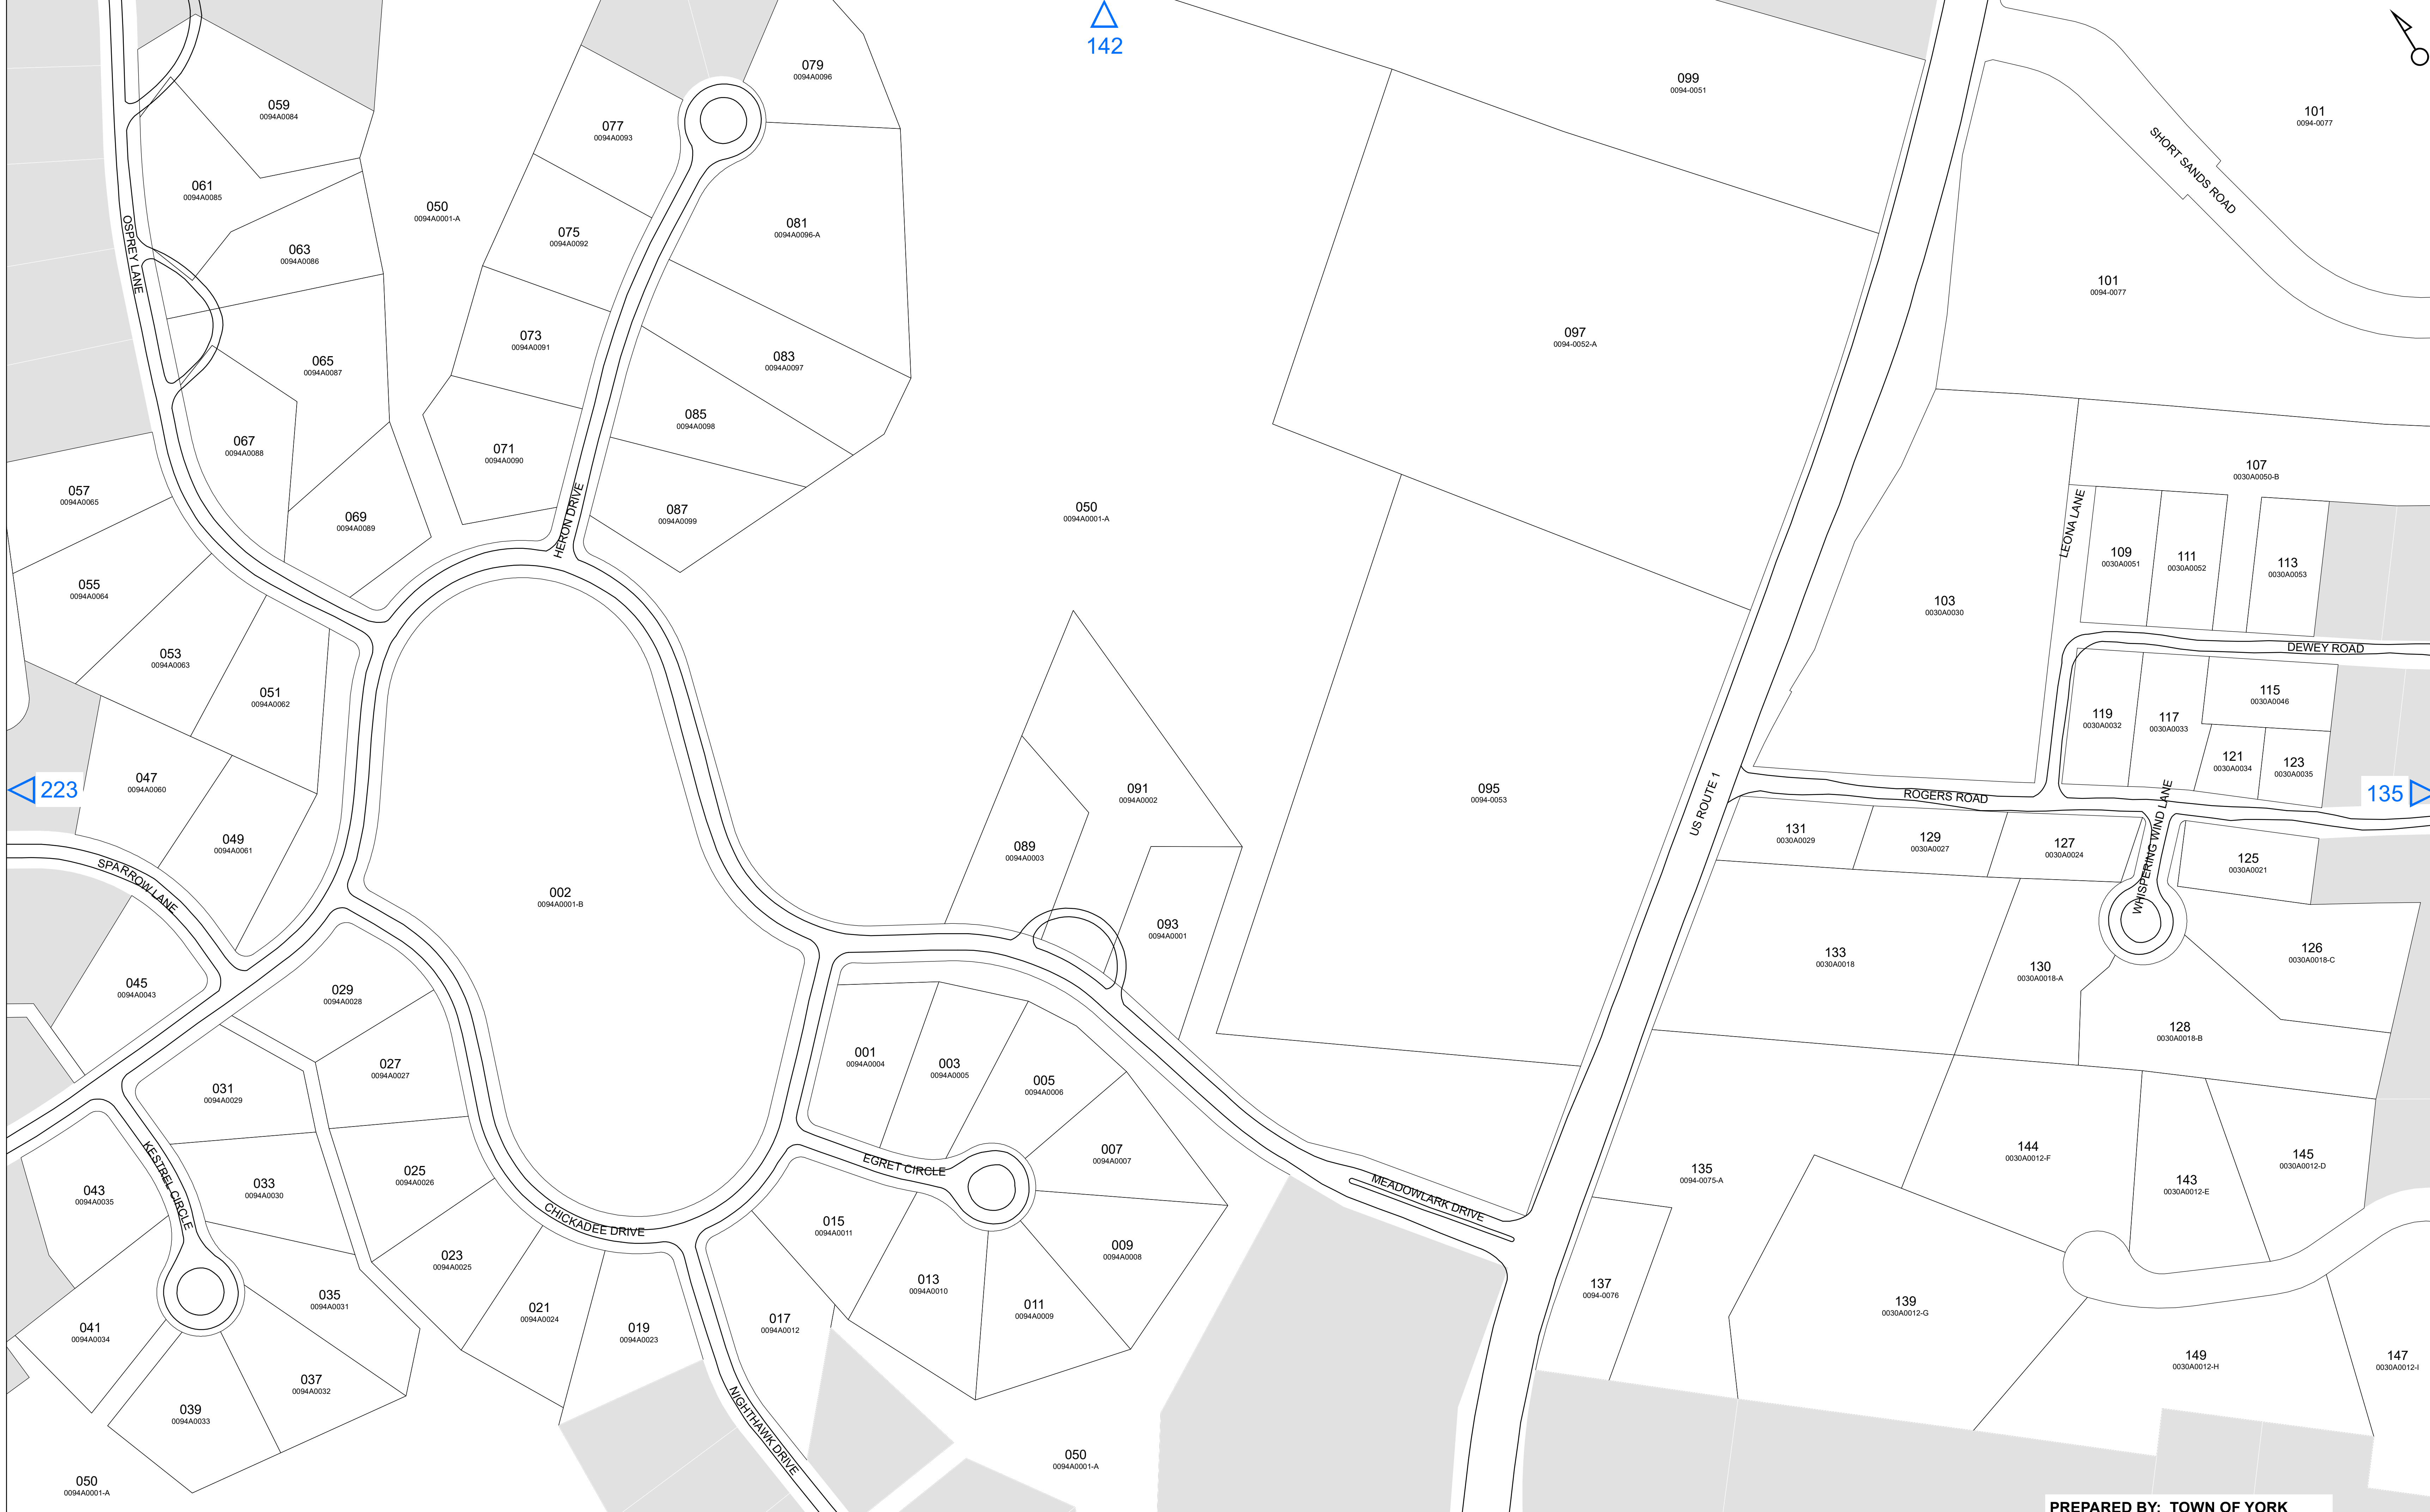 142
079
0094A0096
099
0094-0051
059
0094A0084
101
0094-0077
077
0094A0093
SHORT SANDS ROAD
061
0094A0085
050
0094A0001-A
075
0094A0092
081
0094A0096-A
OSPREY LANE
063
0094A0086
101
0094-0077
073
0094A0091
097
0094-0052-A
065
0094A0087
083
0094A0097
085
0094A0098
067
0094A0088
071
0094A0090
107
0030A0050-B
057
0094A0065
069
0094A0089
HERON DRIVE
087
0094A0099
050
0094A0001-A
LEONA LANE
109
0030A0051
111
0030A0052
113
0030A0053
055
0094A0064
103
0030A0030
DEWEY ROAD
053
0094A0063
051
0094A0062
115
0030A0046
119
0030A0032
117
0030A0033
121
0030A0034
123
0030A0035
223
047
0094A0060
091
0094A0002
095
0094-0053
US ROUTE 1
ROGERS ROAD
135
049
0094A0061
089
0094A0003
131
0030A0029
129
0030A0027
127
0030A0024
WHISPERING WIND LANE
125
0030A0021
SPARROW LANE
002
0094A0001-B
093
0094A0001
045
0094A0043
029
0094A0028
133
0030A0018
130
0030A0018-A
126
0030A0018-C
128
0030A0018-B
031
0094A0029
027
0094A0027
001
0094A0004
003
0094A0005
005
0094A0006
007
0094A0007
EGRET CIRCLE
043
0094A0035
KESTREL CIRCLE
033
0094A0030
025
0094A0026
MEADOWLARK DRIVE
135
0094-0075-A
144
0030A0012-F
143
0030A0012-E
145
0030A0012-D
CHICKADEE DRIVE
015
0094A0011
009
0094A0008
023
0094A0025
013
0094A0010
137
0094-0076
035
0094A0031
021
0094A0024
017
0094A0012
011
0094A0009
139
0030A0012-G
041
0094A0034
019
0094A0023
149
0030A0012-H
147
0030A0012-I
037
0094A0032
039
0094A0033
NIGHTHAWK DRIVE
050
0094A0001-A
050
0094A0001-A
PREPARED BY: TOWN OF YORK